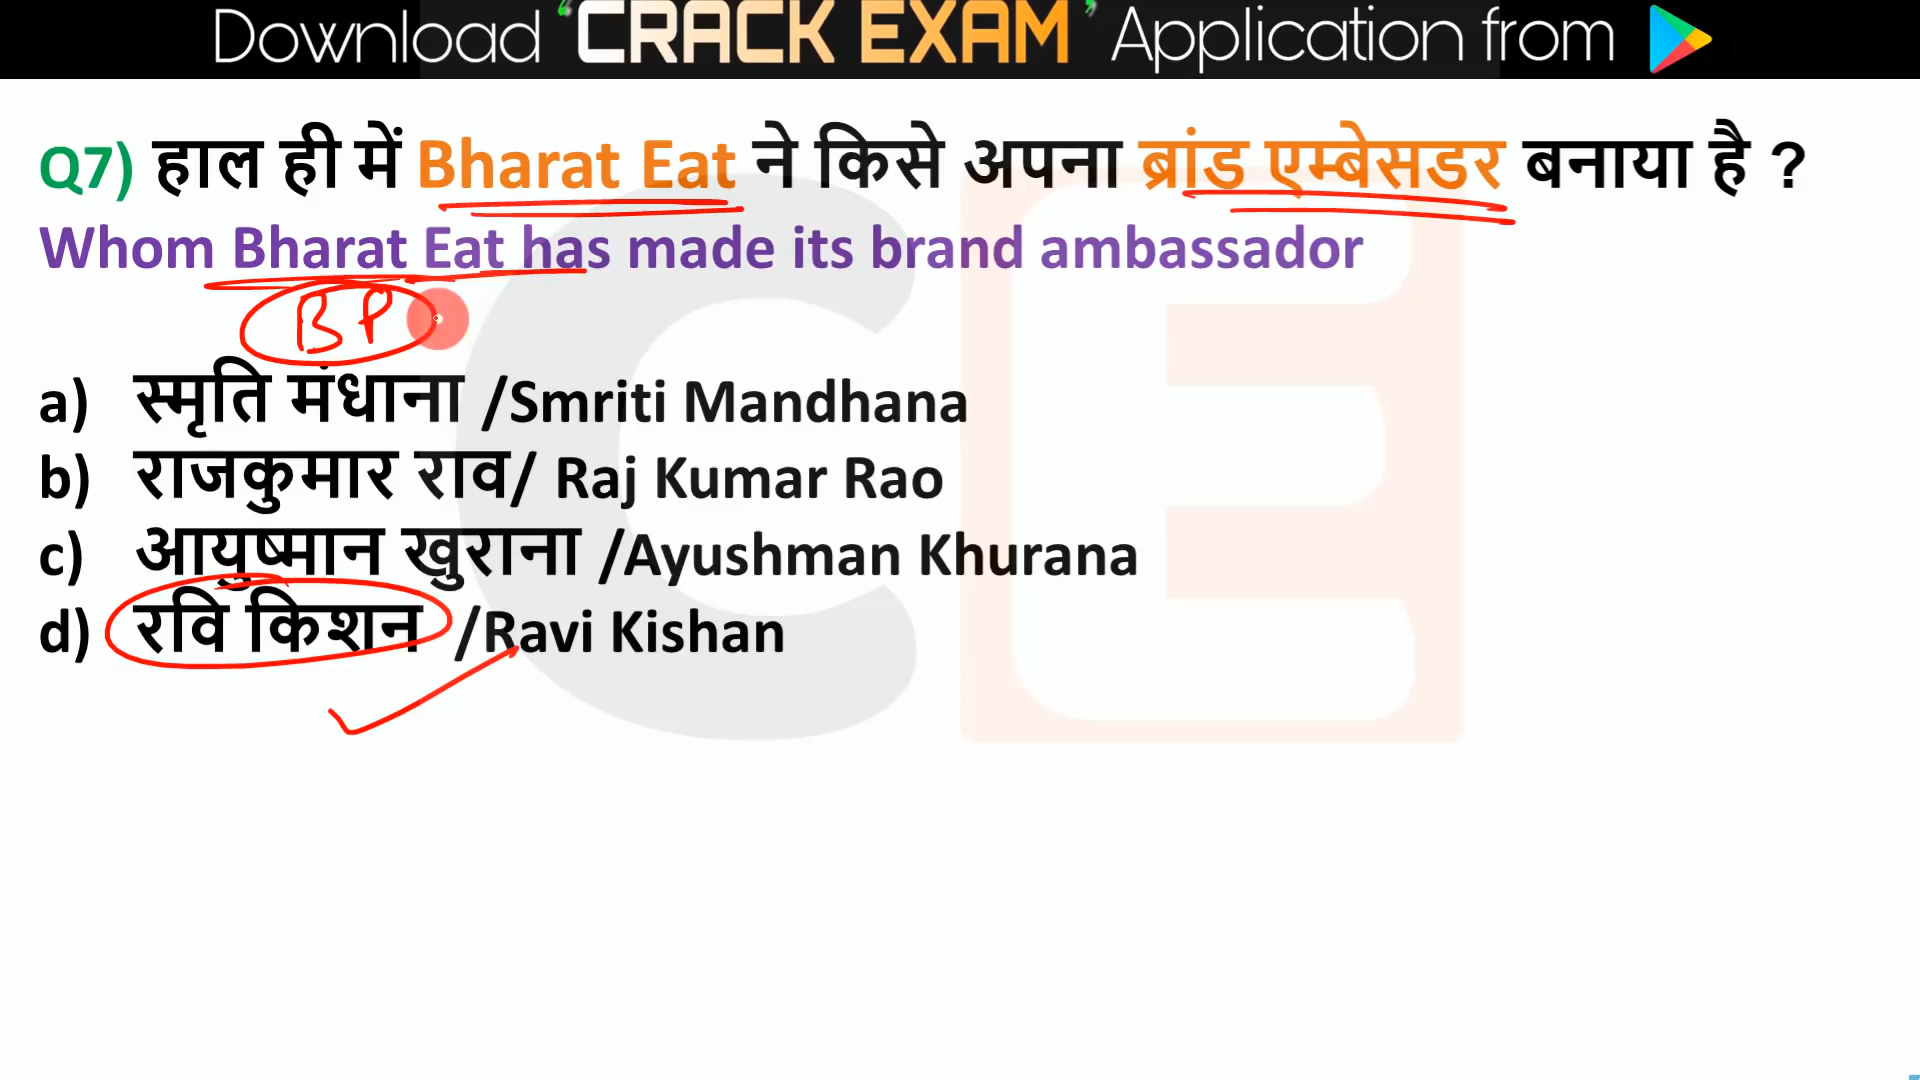 Download ‘CRACK EXAM’ Application from
Q7) हाल ही में Bharat Eat ने किसे अपना ब्रांड एम्बेसडर बनाया है ?
Whom Bharat Eat has made its brand ambassador
BP
a) स्मृति मंधाना /Smriti Mandhana
b) राजकुमार राव/ Raj Kumar Rao
c) आयुष्मान खुराना /Ayushman Khurana
d) रवि किशन /Ravi Kishan
CE